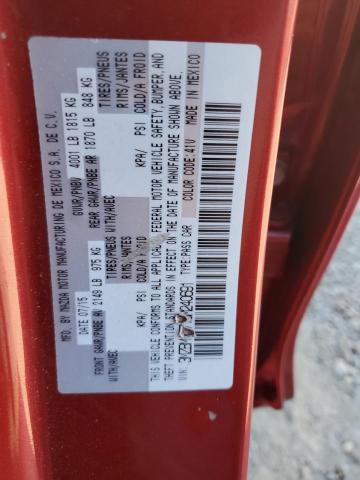 MFD BY MAZDA MOTOR MANUFACTURING DE MEXICO S.A. DE C.V.
DATE 07/15 GVWR/PNBV 4001 LB 1815 KG
FRONT GAWR/PNBE AV 2149 LB 975 KG REAR GAWR/PNBE AR 1870 LB 848 KG
WITH/AVEC TIRES/PNEUS WITH/AVEC TIRES/PNEUS
RIMS/JANTES RIMS/JANTES
KPA/ PSI COLD/A FROID KPA/ PSI COLD/A FROID
THIS VEHICLE CONFORMS TO ALL APPLICABLE FEDERAL MOTOR VEHICLE SAFETY, BUMPER, AND
THEFT PREVENTION STANDARDS IN EFFECT ON THE DATE OF MANUFACTURE SHOWN ABOVE.
VIN: TYPE PASS CAR COLOR CODE: 41V MADE IN MEXICO